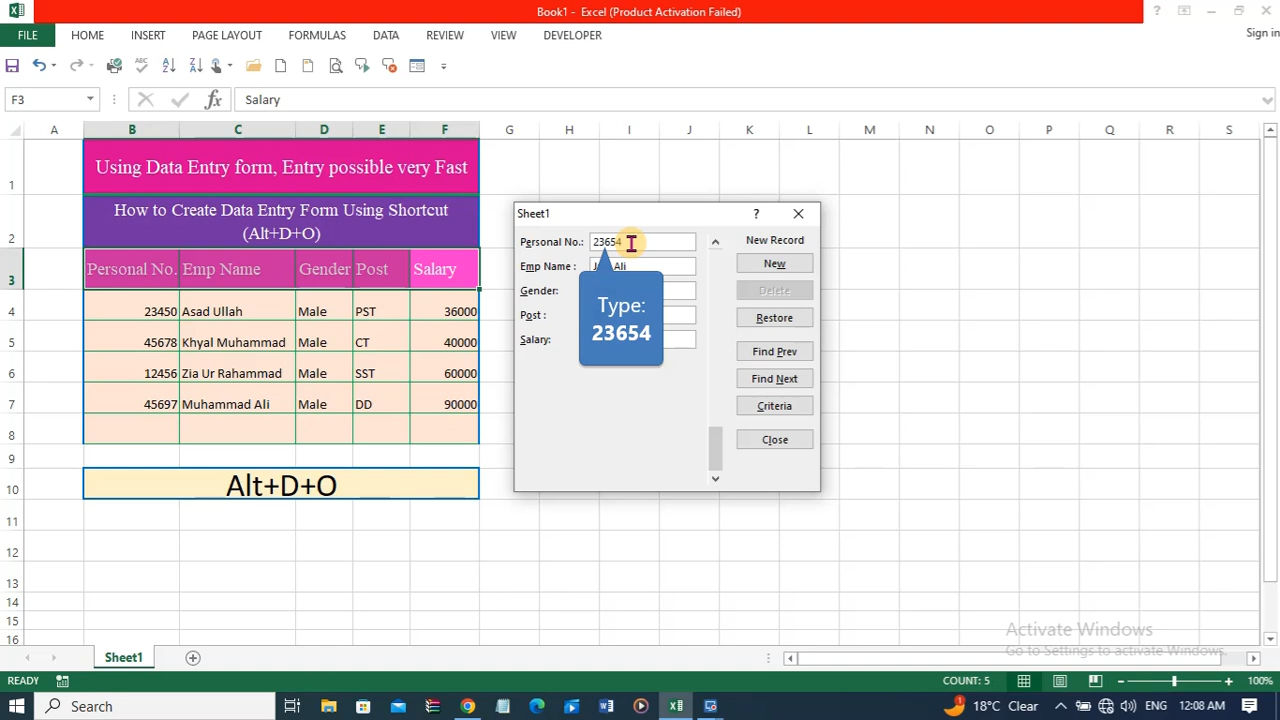 Book1 - Excel (Product Activation Failed)
FILE HOME INSERT PAGE LAYOUT FORMULAS DATA REVIEW VIEW DEVELOPER Sign in
F3 fx Salary
A B C D E F G H I J K L M N O P Q R S
1 Using Data Entry form, Entry possible very Fast
How to Create Data Entry Form Using Shortcut
2 (Alt+D+O)
3 Personal No. Emp Name Gender Post Salary
4 23450 Asad Ullah Male PST 36000
5 45678 Khyal Muhammad Male CT 40000
6 12456 Zia Ur Rahammad Male SST 60000
7 45697 Muhammad Ali Male DD 90000
8
9
10 Alt+D+O
11
12
13
14
15
16
Sheet1 ?
Personal No.: 23654
Emp Name : Ali
Gender:
Post :
Salary:
Type:
23654
New Record
New
Delete
Restore
Find Prev
Find Next
Criteria
Close
Activate Windows
Go to Settings to activate Windows.
Sheet1
READY COUNT: 5 100%
Search 18°C Clear ENG 12:08 AM